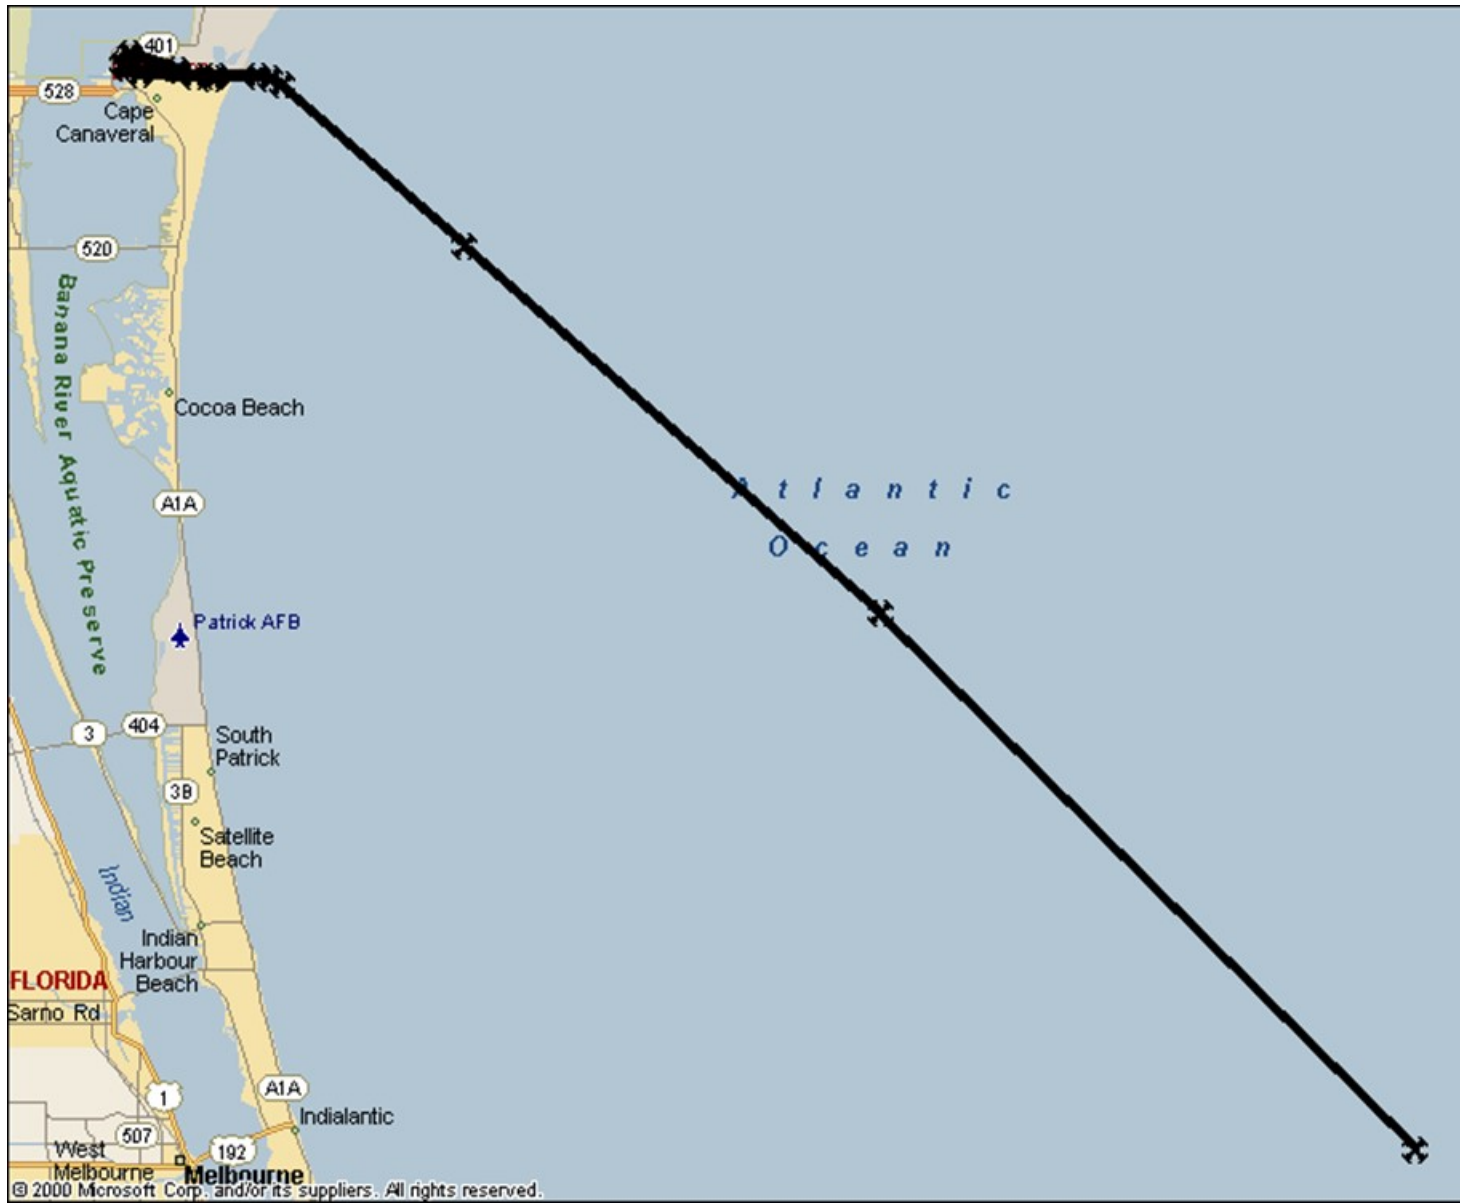 401
528
Cape
Canaveral
520
Banana River Aquatic Preserve
Cocoa Beach
A1A
Atlantic
Ocean
Patrick AFB
404
3
South
Patrick
3B
Satellite
Beach
Indian
Indian
Harbour
Beach
FLORIDA
Sarno Rd
1
A1A
Indialantic
507
192
West
Melbourne
Melbourne
© 2000 Microsoft Corp. and/or its suppliers. All rights reserved.